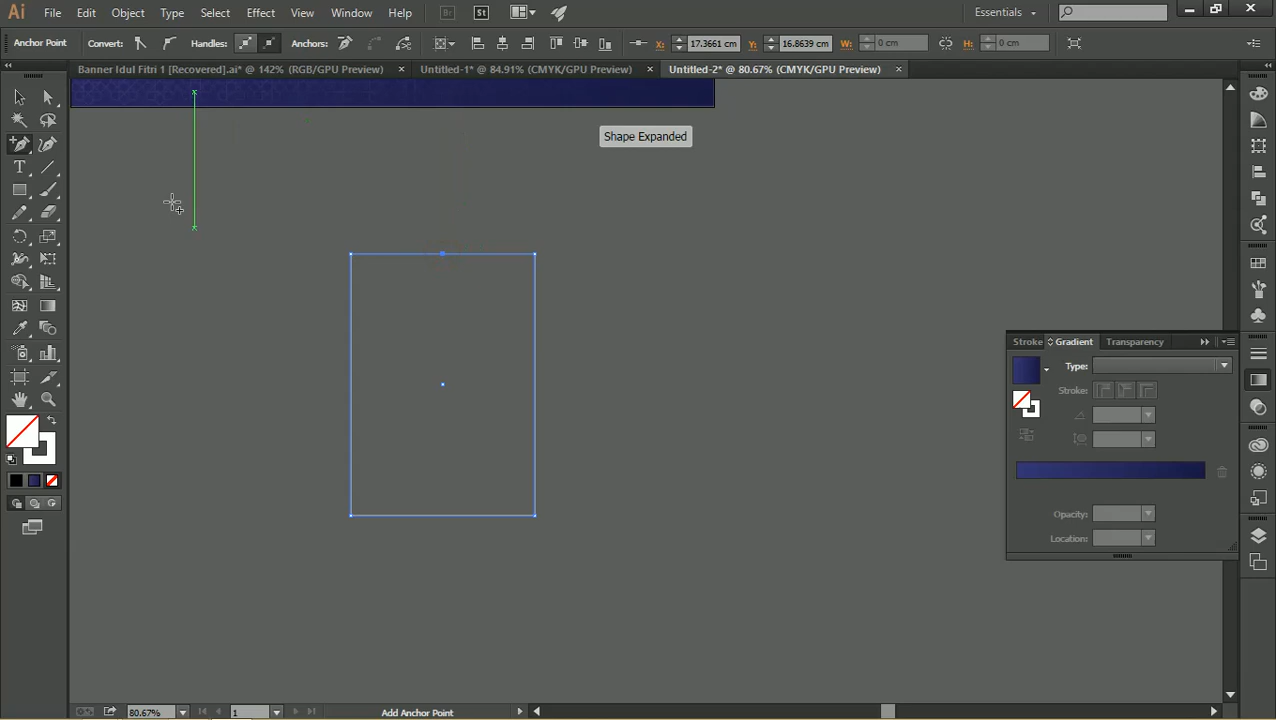 Ai File Edit Object Type Select Effect View Window Help Br St Essentials
Anchor Point Convert: Handles: Anchors: X: 17.3661 cm Y: 16.8639 cm W: 0 cm H: 0 cm
Banner Idul Fitri 1 [Recovered].ai* @ 142% (RGB/GPU Preview) × Untitled-1* @ 84.91% (CMYK/GPU Preview) × Untitled-2* @ 80.67% (CMYK/GPU Preview) ×
Shape Expanded
Stroke Gradient Transparency
Type:
Stroke:
Opacity:
Location:
80.67% 1 Add Anchor Point